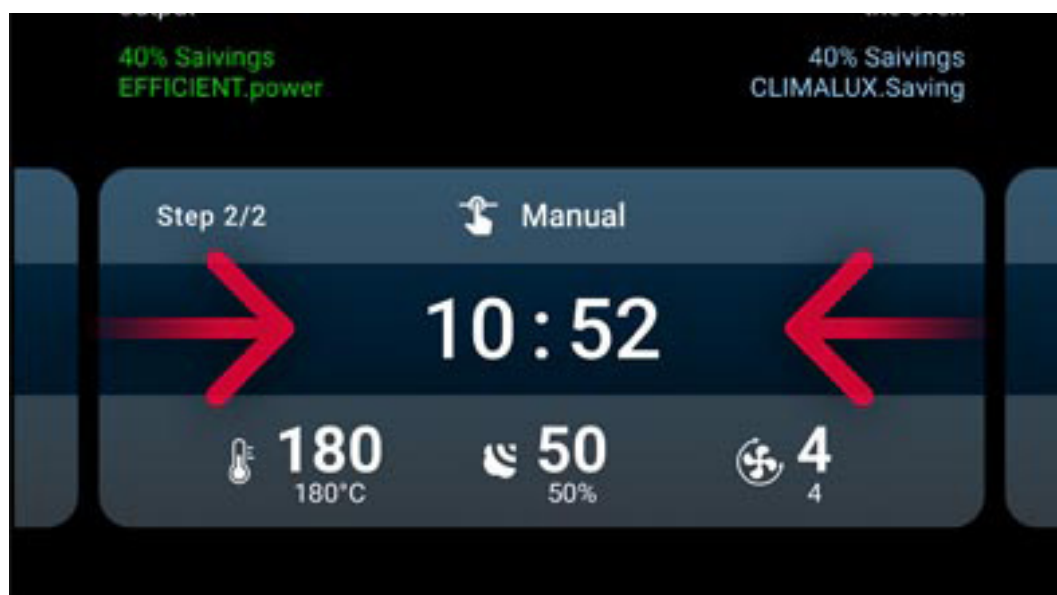 40% Saivings
EFFICIENT.power
40% Saivings
CLIMALUX.Saving
Step 2/2
Manual
10:52
180
180°C
50
50%
4
4